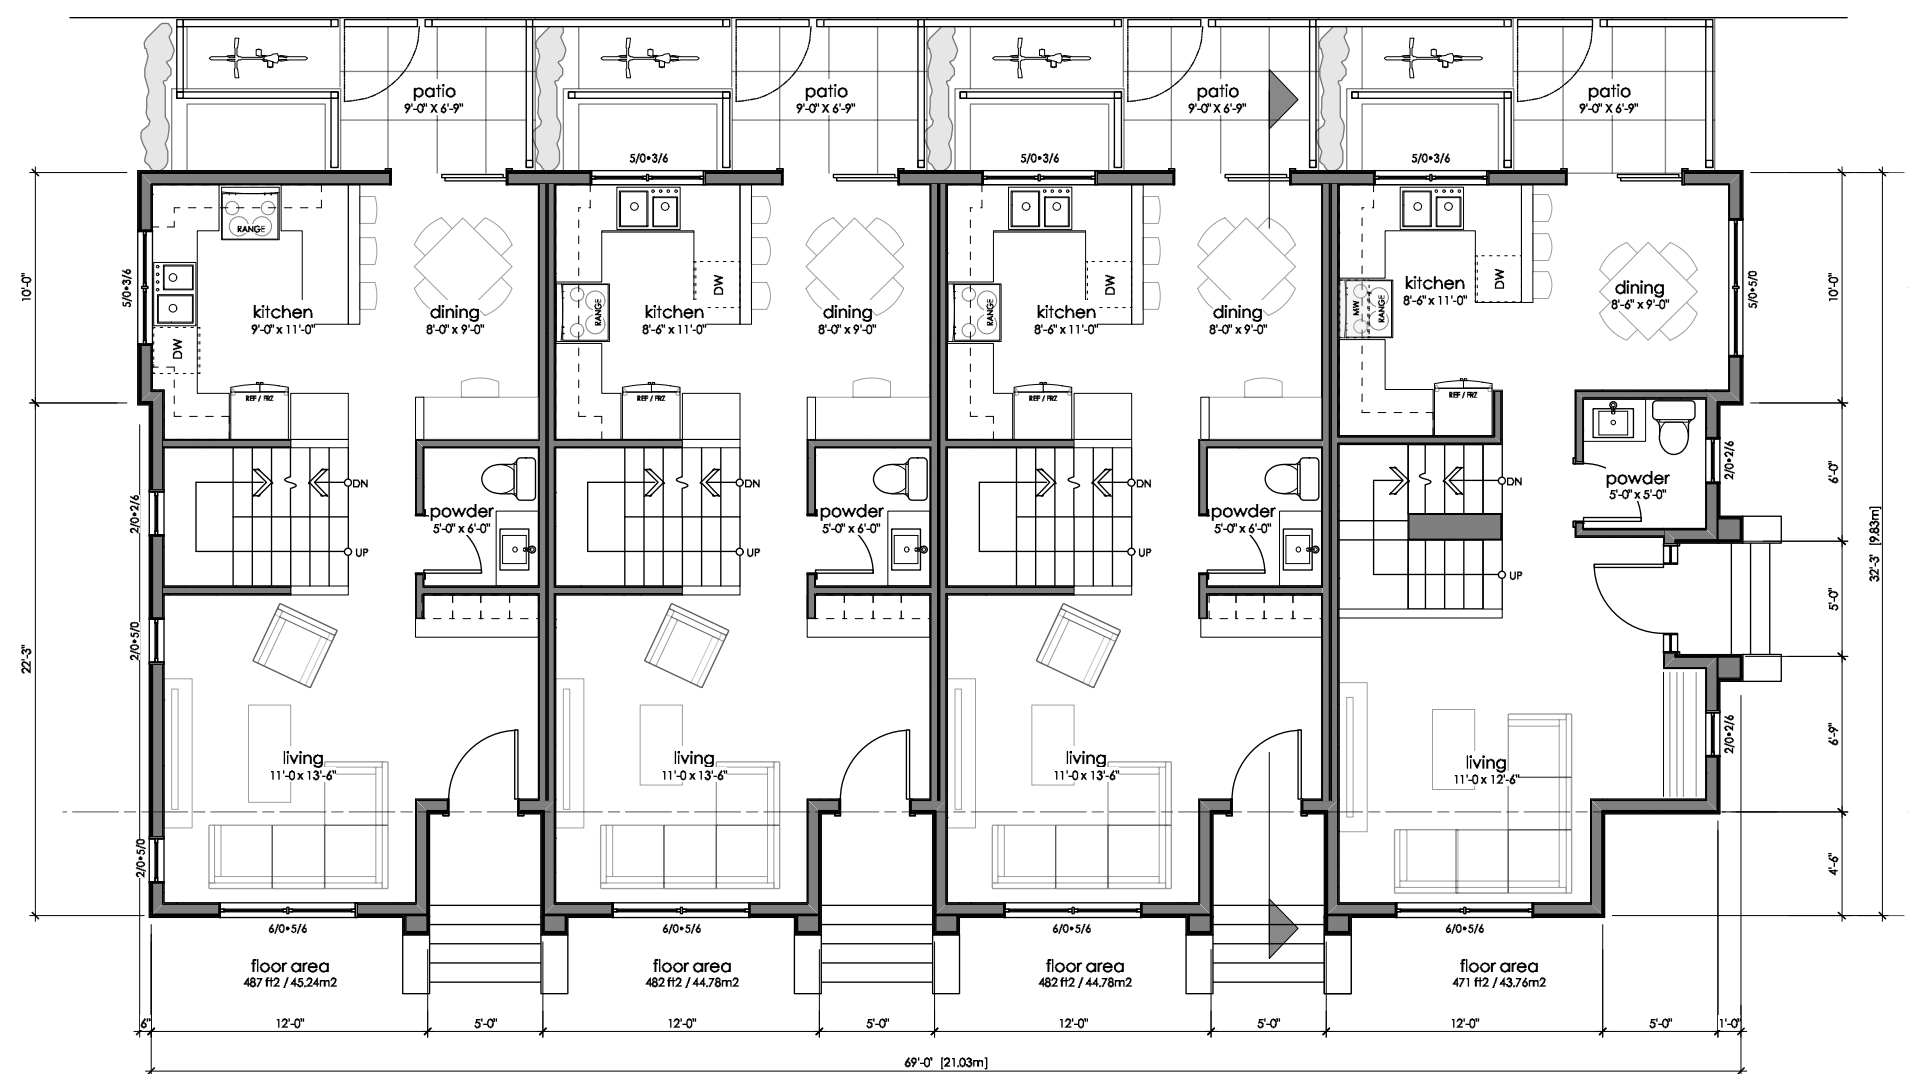 patio
9'-0" X 6'-9"
patio
9'-0" X 6'-9"
patio
9'-0" X 6'-9"
patio
9'-0" X 6'-9"
5/0•3/6
5/0•3/6
5/0•3/6
RANGE
5/0•3/6
DW
kitchen
9'-0" x 11'-0"
dining
8'-0" x 9'-0"
REF / FRZ
RANGE
DW
kitchen
8'-6" x 11'-0"
dining
8'-0" x 9'-0"
REF / FRZ
RANGE
DW
kitchen
8'-6" x 11'-0"
dining
8'-0" x 9'-0"
REF / FRZ
MW
RANGE
DW
kitchen
8'-6" x 11'-0"
dining
8'-6" x 9'-0"
REF / FRZ
5/0•5/0
10'-0"
10'-0"
22'-3"
32'-3" [9.83m]
2/0•2/6
DN
UP
powder
5'-0" x 6'-0"
DN
UP
powder
5'-0" x 6'-0"
DN
UP
powder
5'-0" x 6'-0"
DN
UP
powder
5'-0" x 5'-0"
2/0•2/6
6'-0"
5'-0"
2/0•5/0
living
11'-0 x 13'-6"
living
11'-0 x 13'-6"
living
11'-0 x 13'-6"
living
11'-0 x 12'-6"
2/0•2/6
6'-9"
2/0•5/0
4'-6"
6/0•5/6
6/0•5/6
6/0•5/6
6/0•5/6
floor area
487 ft2 / 45.24m2
floor area
482 ft2 / 44.78m2
floor area
482 ft2 / 44.78m2
floor area
471 ft2 / 43.76m2
6"
12'-0"
5'-0"
12'-0"
5'-0"
12'-0"
5'-0"
12'-0"
5'-0"
1'-0"
69'-0" [21.03m]